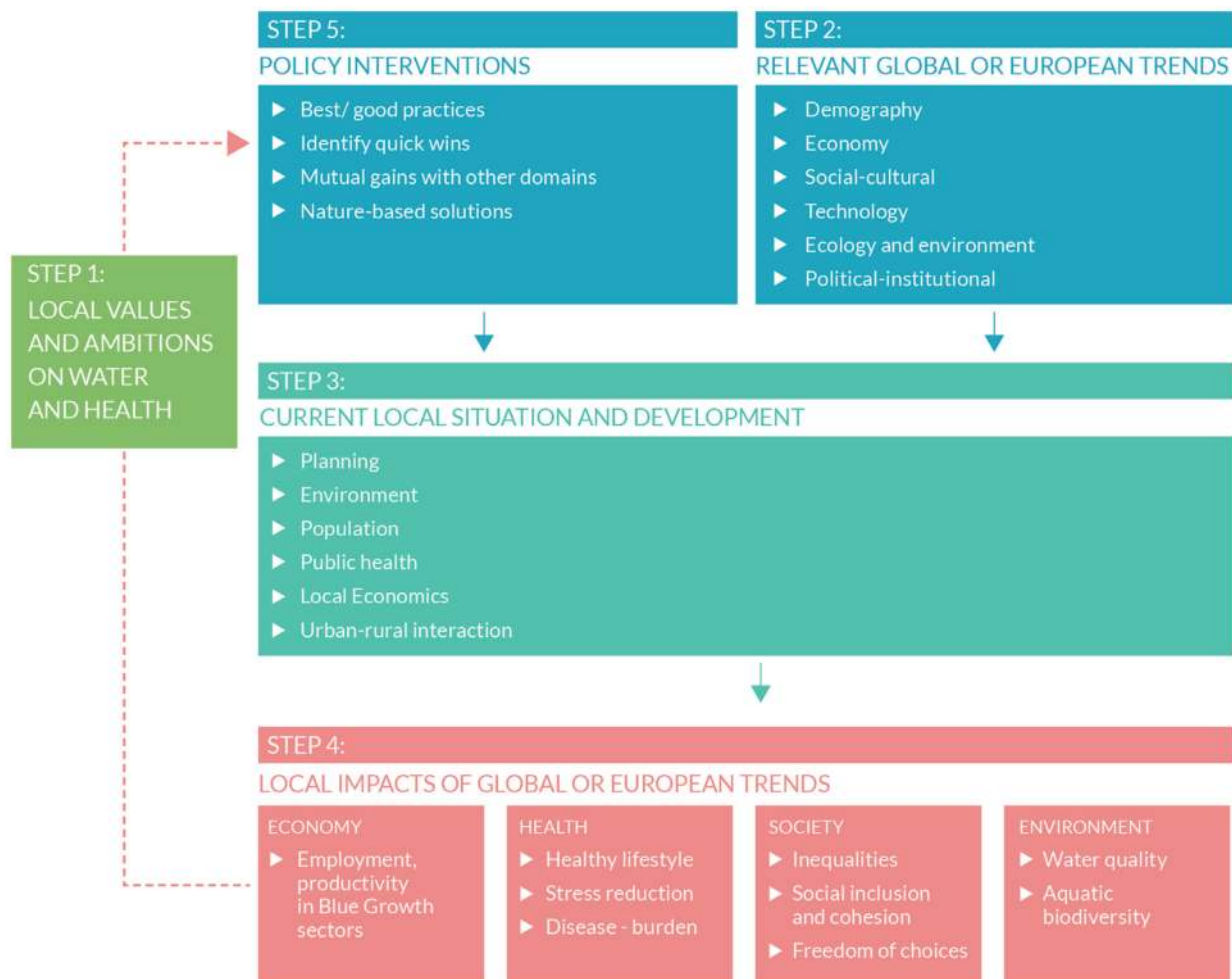 STEP 5:
POLICY INTERVENTIONS
► Best/ good practices
► Identify quick wins
► Mutual gains with other domains
► Nature-based solutions
STEP 2:
RELEVANT GLOBAL OR EUROPEAN TRENDS
► Demography
► Economy
► Social-cultural
► Technology
► Ecology and environment
► Political-institutional
STEP 1:
LOCAL VALUES
AND AMBITIONS
ON WATER
AND HEALTH
STEP 3:
CURRENT LOCAL SITUATION AND DEVELOPMENT
► Planning
► Environment
► Population
► Public health
► Local Economics
► Urban-rural interaction
STEP 4:
LOCAL IMPACTS OF GLOBAL OR EUROPEAN TRENDS
ECONOMY
► Employment,
productivity
in Blue Growth
sectors
HEALTH
► Healthy lifestyle
► Stress reduction
► Disease - burden
SOCIETY
► Inequalities
► Social inclusion
and cohesion
► Freedom of choices
ENVIRONMENT
► Water quality
► Aquatic
biodiversity